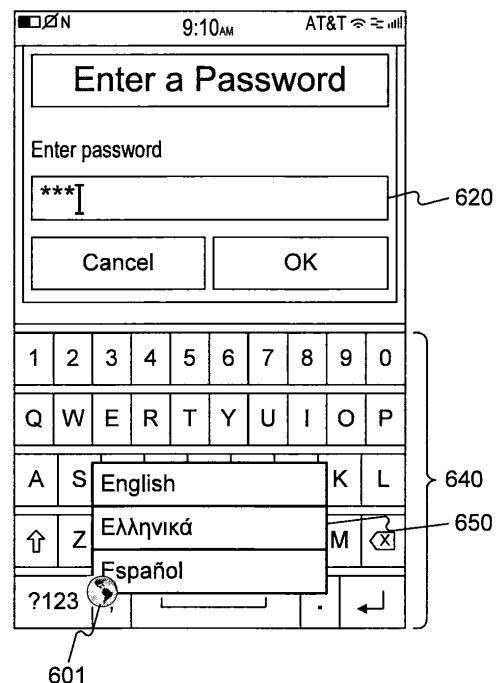 N 9:10AM AT&T
Enter a Password
Enter password
***
620
Cancel OK
1 2 3 4 5 6 7 8 9 0
Q W E R T Y U I O P
A S K L
English
640
Ελληνικά
650
Z M
Español
?123 , .
601